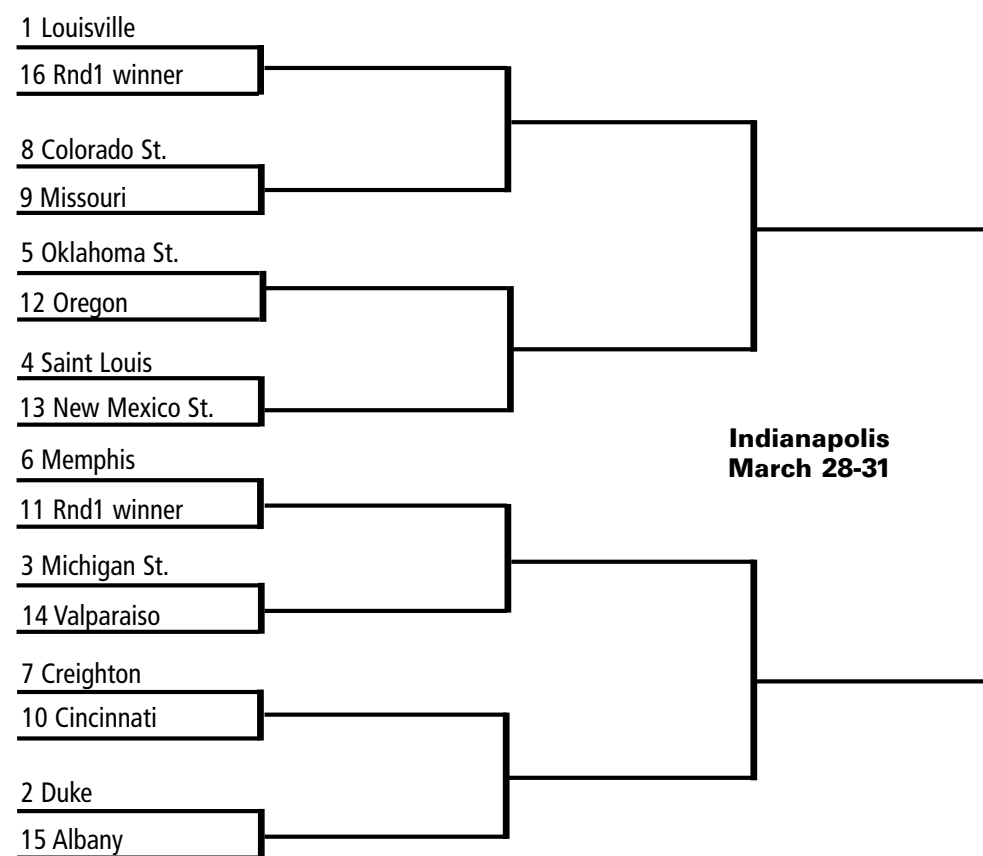 1 Louisville
16 Rnd1 winner
8 Colorado St.
9 Missouri
5 Oklahoma St.
12 Oregon
4 Saint Louis
13 New Mexico St.
6 Memphis
11 Rnd1 winner
3 Michigan St.
14 Valparaiso
7 Creighton
10 Cincinnati
2 Duke
15 Albany
Indianapolis
March 28-31